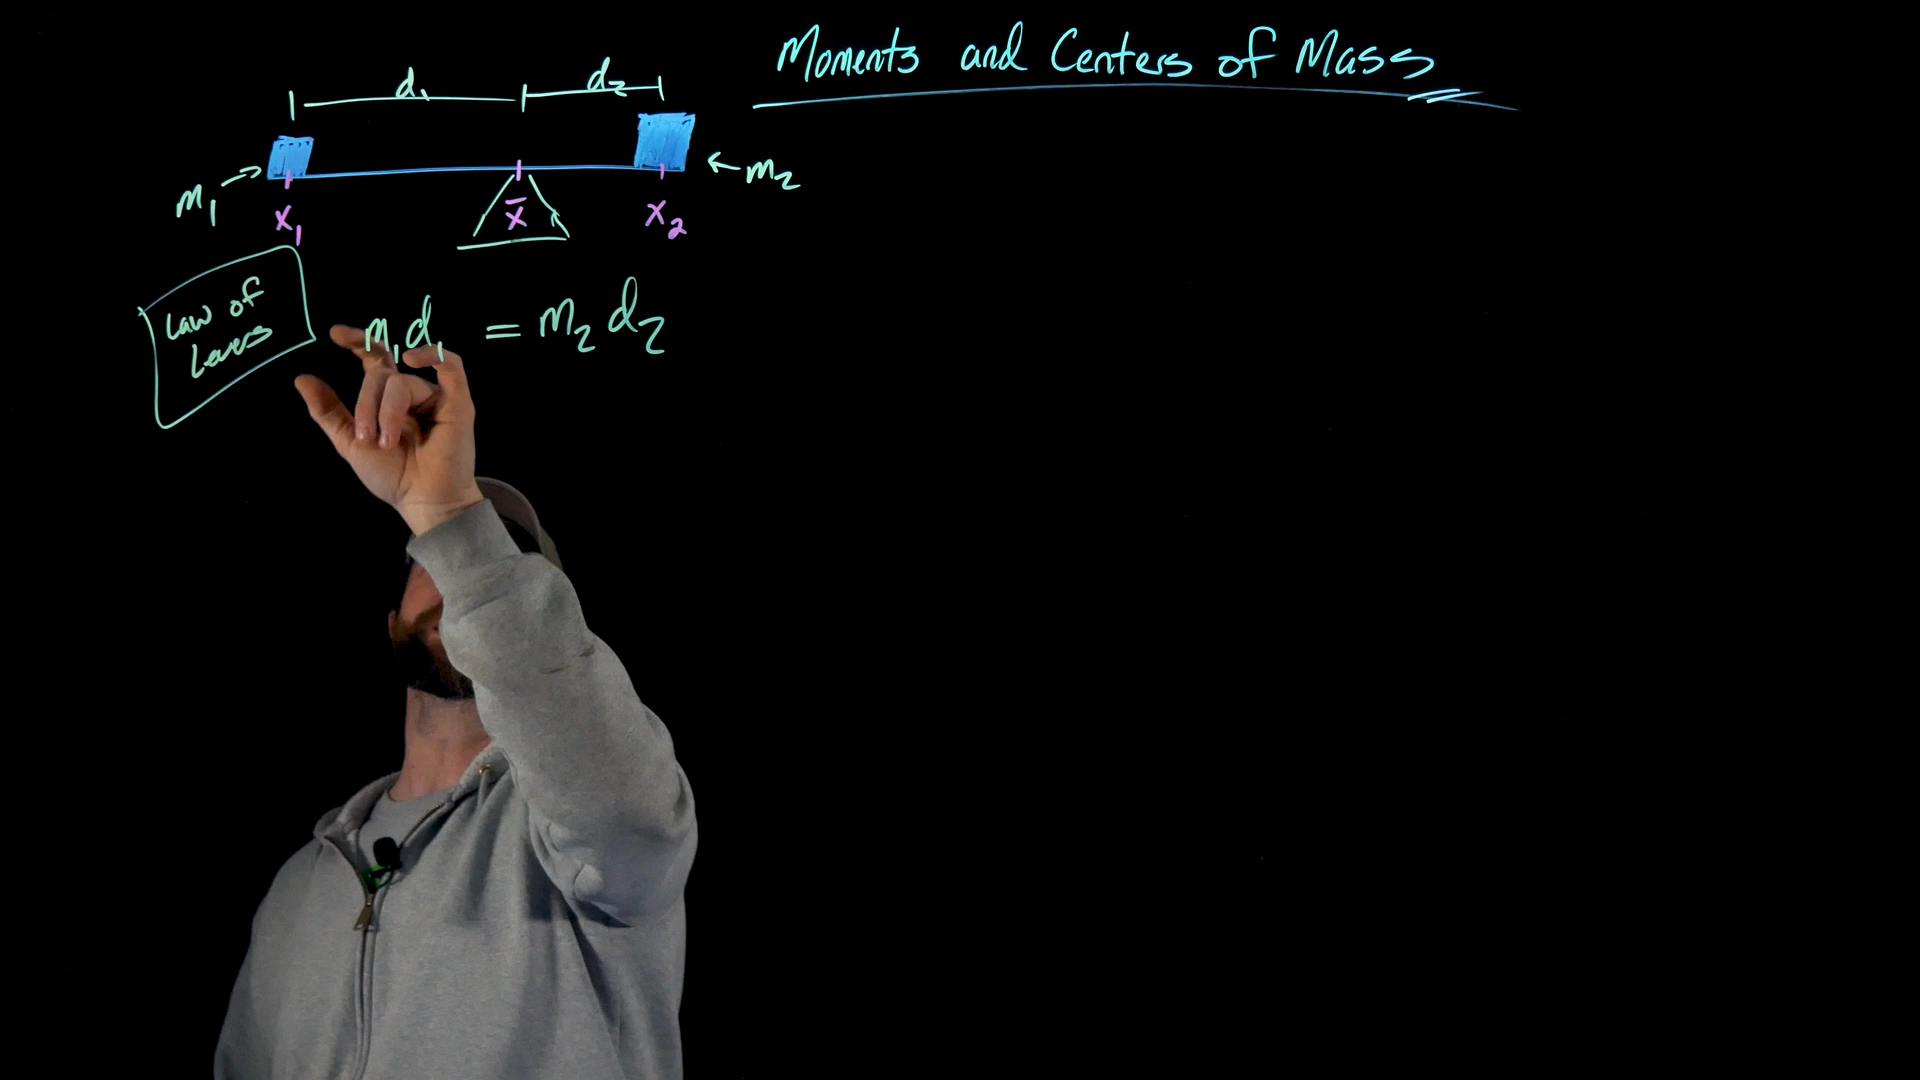 Moments and Centers of Mass
d₁ d₂
m₁ → ← m₂
x₁ x̄ x₂
Law of
Levers
m₁d₁ = m₂d₂